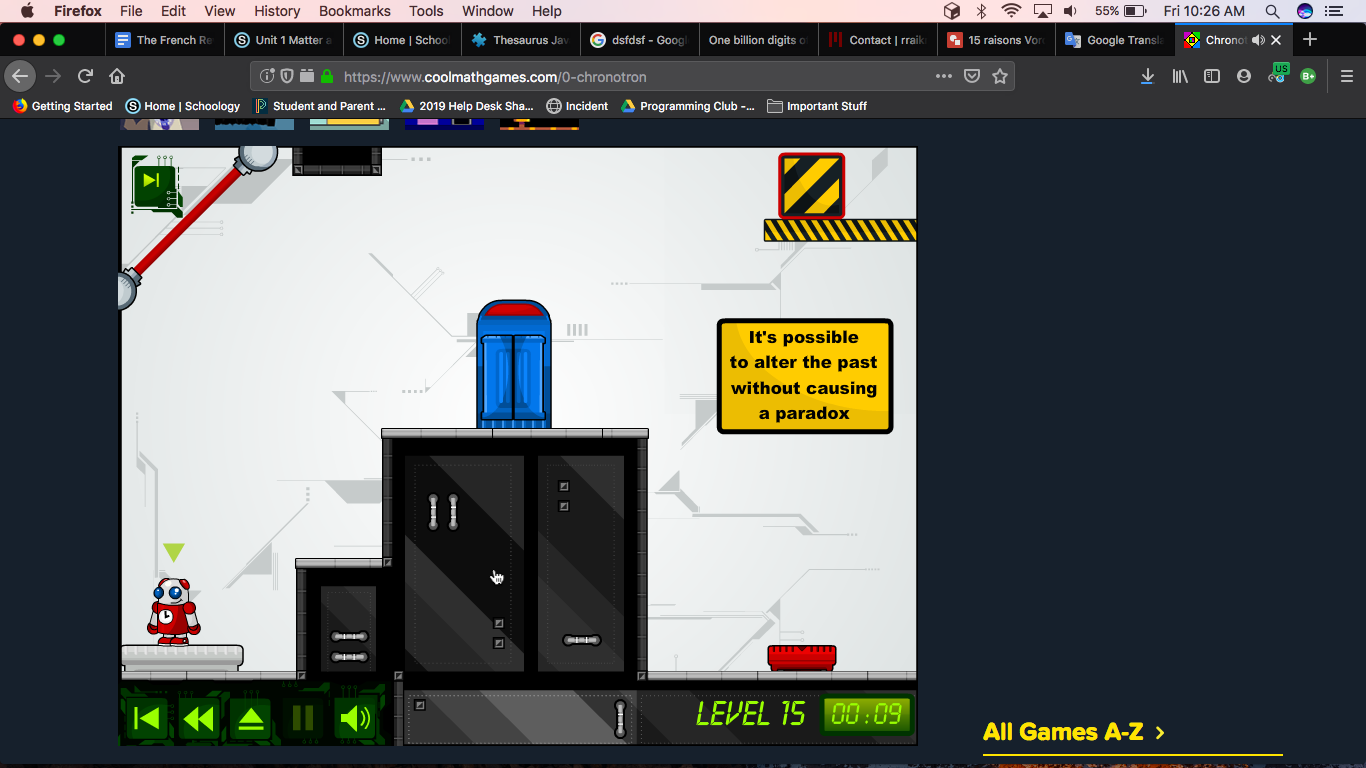 Firefox File Edit View History Bookmarks Tools Window Help 55% Fri 10:26 AM
The French Re Unit 1 Matter a Home | School Thesaurus Jav dsfdsf - Googl One billion digits o Contact | rraik 15 raisons Vor Google Transla Chronot
https://www.coolmathgames.com/0-chronotron US B+
Getting Started Home | Schoology Student and Parent ... 2019 Help Desk Sha... Incident Programming Club -... Important Stuff
It's possible
to alter the past
without causing
a paradox
LEVEL 15 00:09
All Games A-Z >